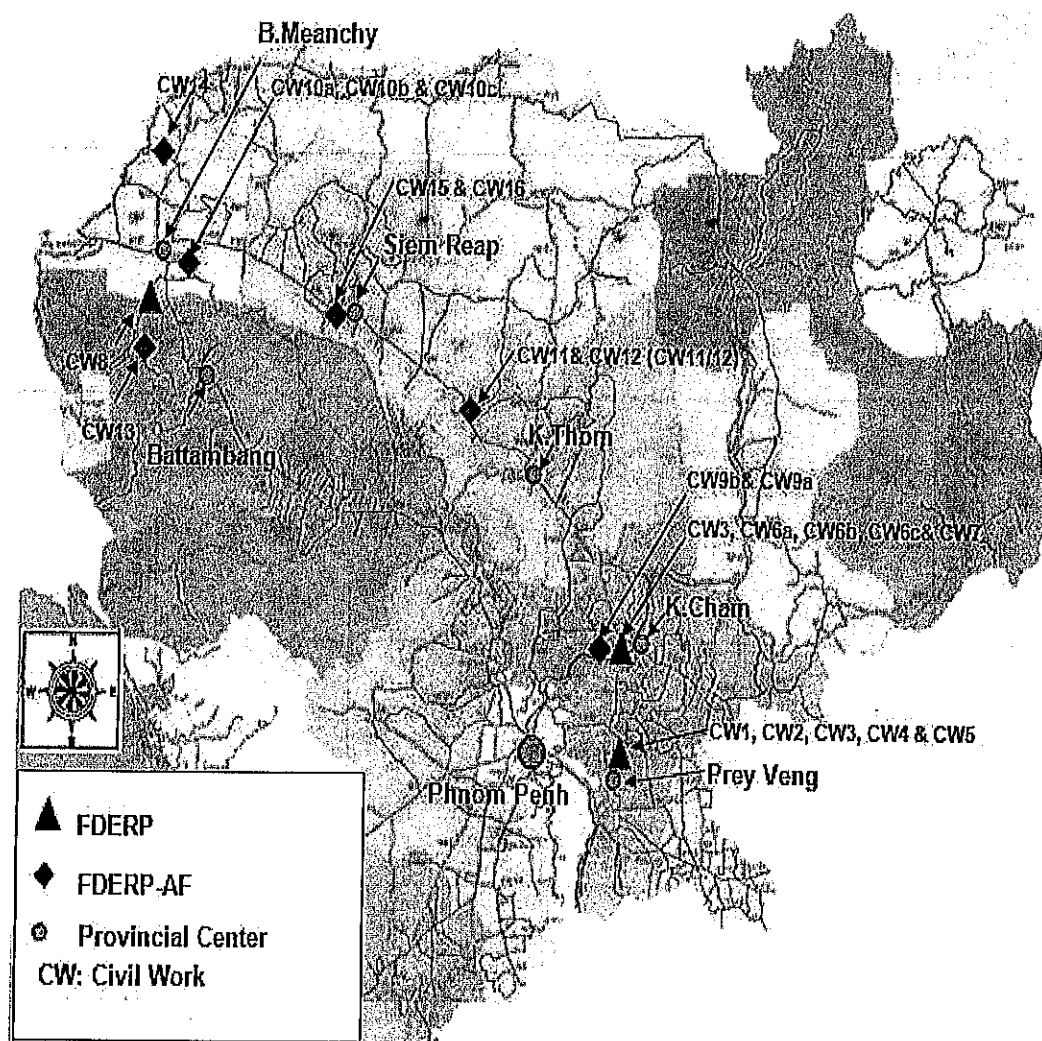 B.Meanchy
CW14
CW10a, CW10b & CW10c
CW15 & CW16
Siem Reap
CW8
CW11& CW12 (CW11/12)
CW13
Battambang
K.Thom
CW9b& CW9a
CW3, CW6a, CW6b, CW6c& CW7
K.Cham
N
W
E
S
CW1, CW2, CW3, CW4 & CW5
Phnom Penh
Prey Veng
FDERP
FDERP-AF
Provincial Center
CW: Civil Work